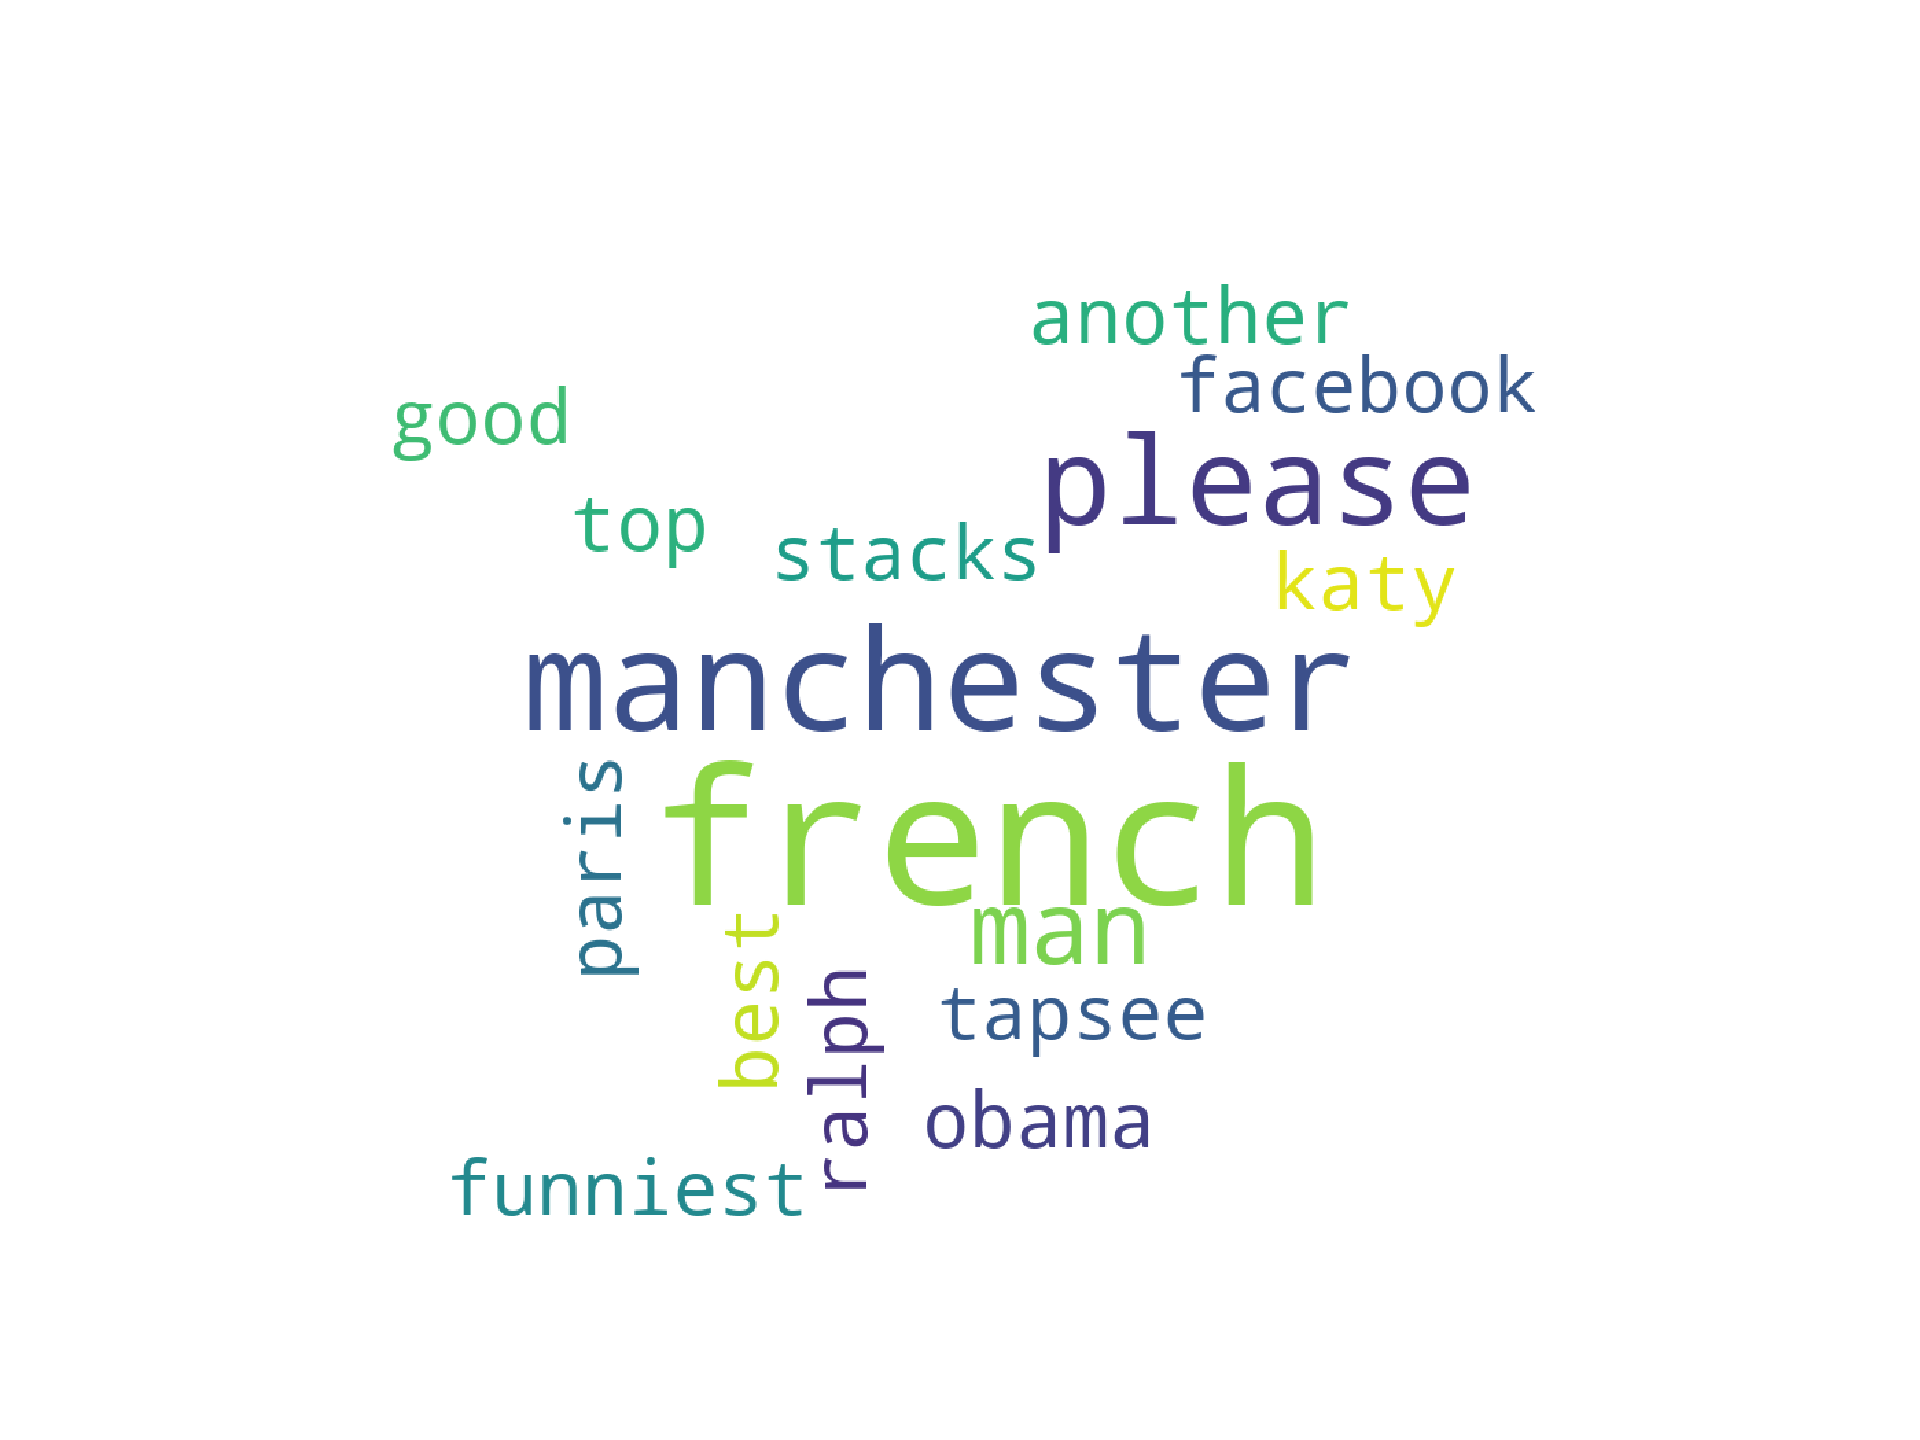 another
facebook
good
please
top
stacks
katy
manchester
paris
french
best
man
ralph
tapsee
obama
funniest